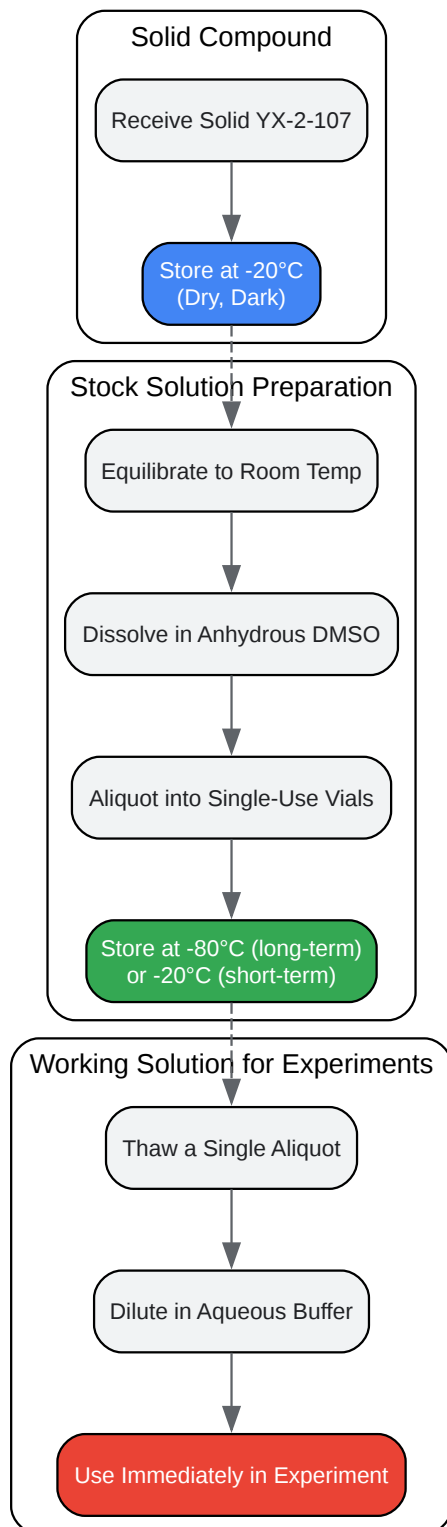 Solid Compound
Receive Solid YX-2-107
Store at -20°C
(Dry, Dark)
Stock Solution Preparation
Equilibrate to Room Temp
Dissolve in Anhydrous DMSO
Aliquot into Single-Use Vials
Store at -80°C (long-term)
or -20°C (short-term)
Working Solution for Experiments
Thaw a Single Aliquot
Dilute in Aqueous Buffer
Use Immediately in Experiment